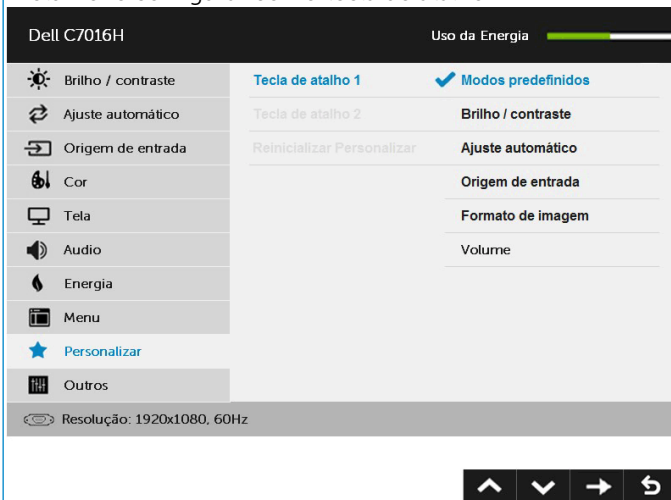 Dell C7016H
Uso da Energia
Brilho / contraste
Tecla de atalho 1
Modos predefinidos
Ajuste automático
Tecla de atalho 2
Brilho / contraste
Origem de entrada
Reinicializar Personalizar
Ajuste automático
Cor
Origem de entrada
Tela
Formato de imagem
Audio
Volume
Energia
Menu
Personalizar
Outros
Resolução: 1920x1080, 60Hz